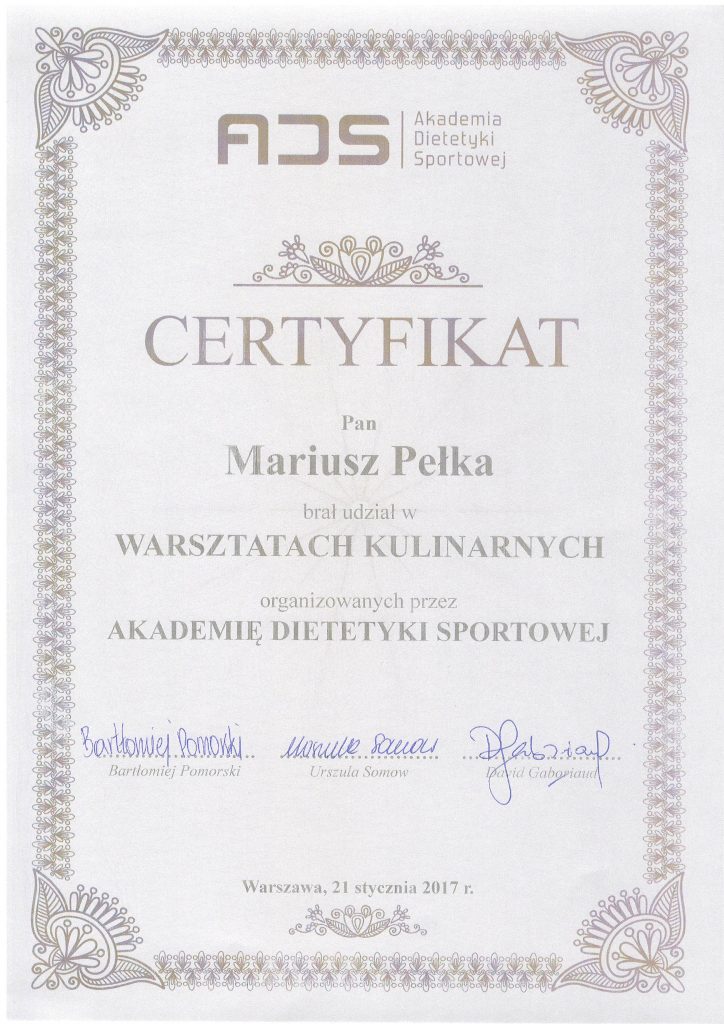 ADS
Akademia
Dietetyki
Sportowej
CERTYFIKAT
Pan
Mariusz Pełka
brał udział w
WARSZTATACH KULINARNYCH
organizowanych przez
AKADEMIĘ DIETETYKI SPORTOWEJ
Bartłomiej Pomorski
Bartłomiej Pomorski
Urszula Somow
David Gaboriaud
Warszawa, 21 stycznia 2017 r.